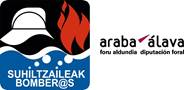 SUHILTZAILEAK
BOMBER@S
araba álava
foru aldundia diputación foral